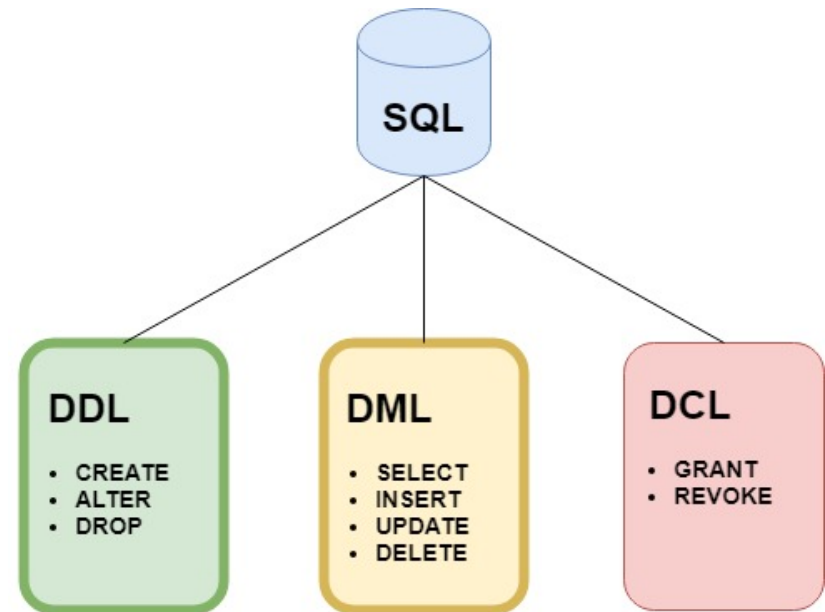 SQL
DDL
• CREATE
• ALTER
• DROP
DML
• SELECT
• INSERT
• UPDATE
• DELETE
DCL
• GRANT
• REVOKE